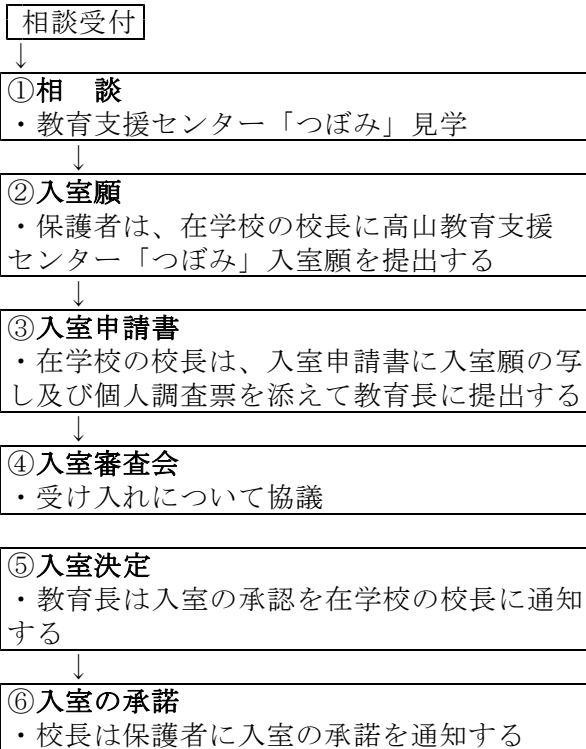 相談受付
↓
①相　談
・教育支援センター「つぼみ」見学
↓
②入室願
・保護者は、在学校の校長に高山教育支援
センター「つぼみ」入室願を提出する
↓
③入室申請書
・在学校の校長は、入室申請書に入室願の写
し及び個人調査票を添えて教育長に提出する
↓
④入室審査会
・受け入れについて協議
⑤入室決定
・教育長は入室の承認を在学校の校長に通知
する
↓
⑥入室の承諾
・校長は保護者に入室の承諾を通知する